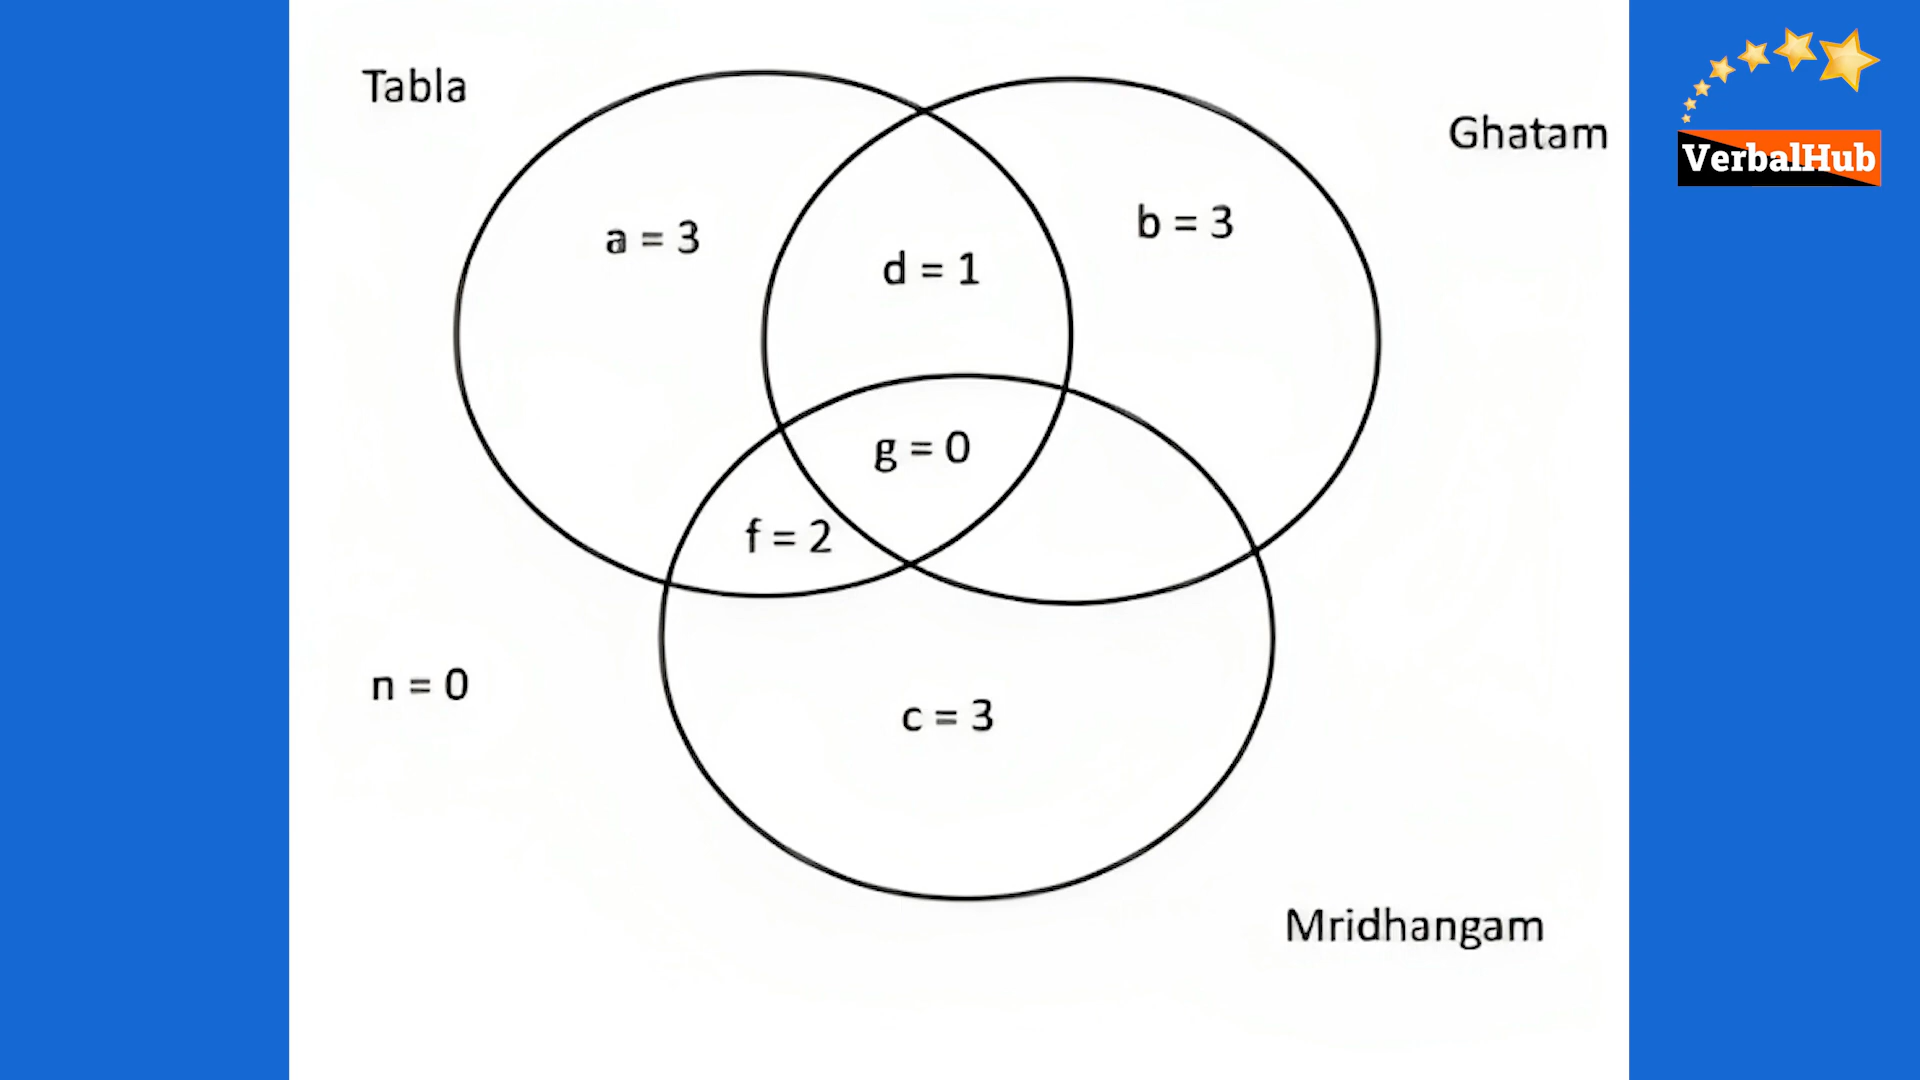 Tabla
Ghatam
VerbalHub
a = 3
b = 3
d = 1
g = 0
f = 2
n = 0
c = 3
Mridhangam